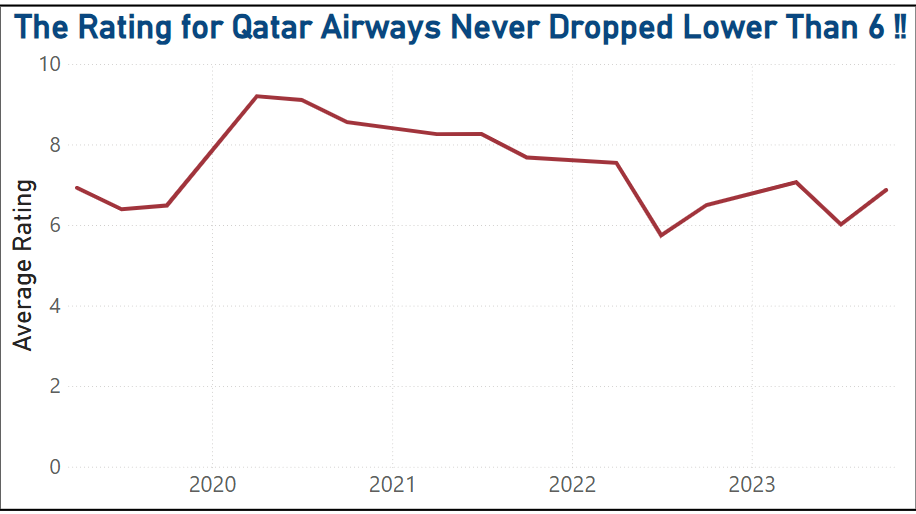 The Rating for Qatar Airways Never Dropped Lower Than 6 !!
10
8
6
4
2
0
Average Rating
2020 2021 2022 2023